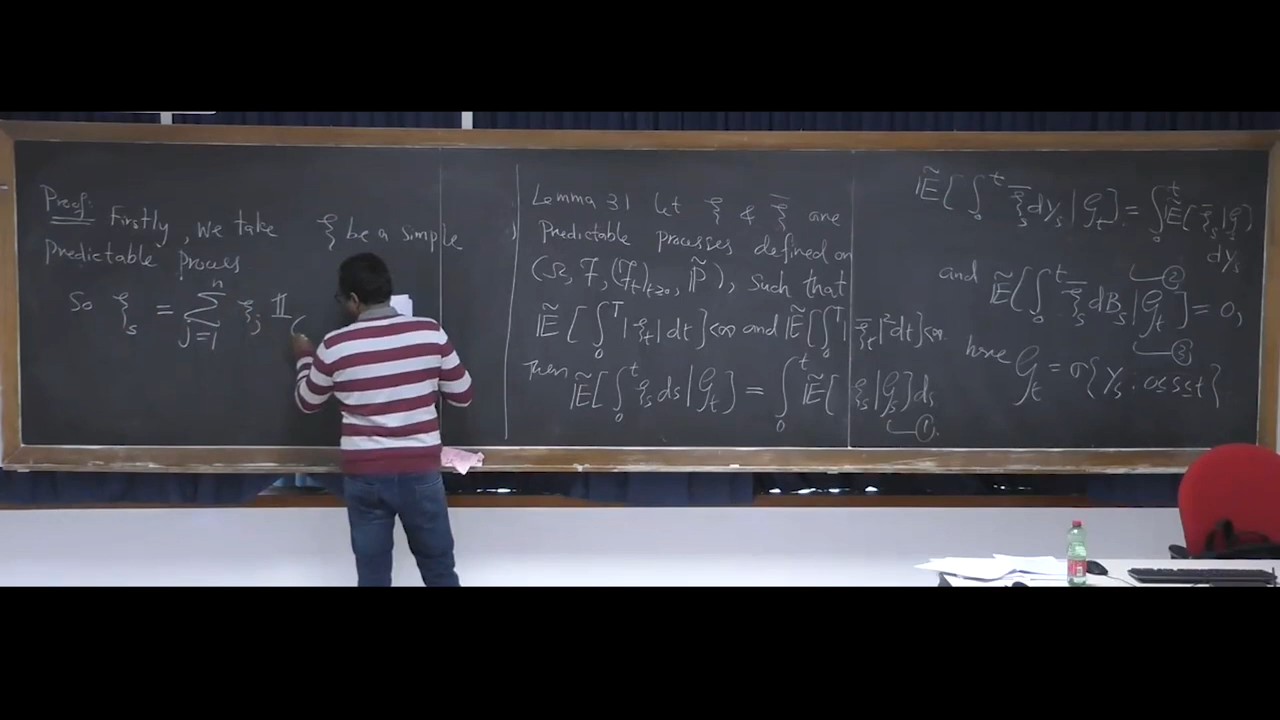 Proof: Firstly, we take ξ be a simple
Predictable Process.
So ξ_s = Σ_{j=1}^{n} ξ_j 𝟙_(
Lemma 3.1 Let ξ & ξ̄ are
Predictable processes defined on
(Ω, F, (F_t)_{t≥0}, P̃), such that
Ẽ[∫_0^T |ξ_t| dt] < ∞ and Ẽ[∫_0^T |ξ̄_t|² dt] < ∞.
Then Ẽ[∫_0^t ξ_s ds | G_t] = ∫_0^t Ẽ[ξ_s | G_s] ds
①.
Ẽ[∫_0^t ξ̄_s dY_s | G_t] = ∫_0^t Ẽ[ξ̄_s | G_s]
dY_s
②
and Ẽ[∫_0^t ξ̄_s dB_s | G_t] = 0,
③
here G_t = σ{Y_s : 0≤s≤t}